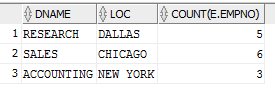 DNAME LOC COUNT(E.EMPNO)
1 RESEARCH DALLAS 5
2 SALES CHICAGO 6
3 ACCOUNTING NEW YORK 3